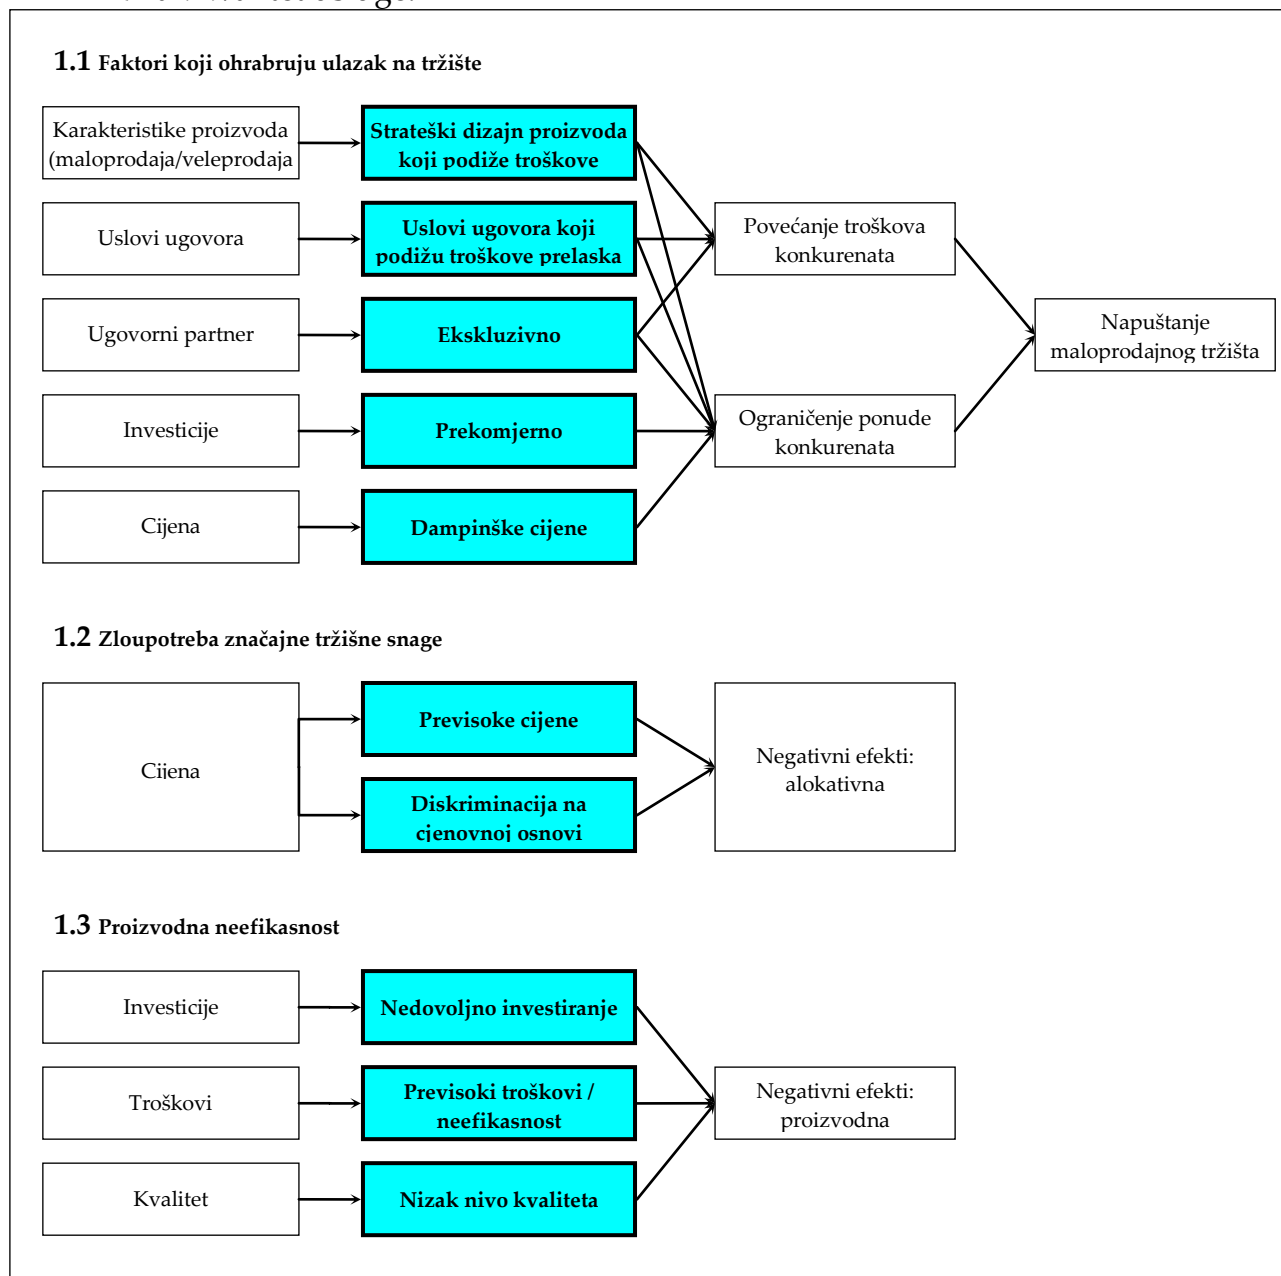 1.1 Faktori koji ohrabruju ulazak na tržište
Karakteristike proizvoda
(maloprodaja/veleprodaja
Strateški dizajn proizvoda
koji podiže troškove
Uslovi ugovora
Uslovi ugovora koji
podižu troškove prelaska
Povećanje troškova
konkurenata
Ugovorni partner
Ekskluzivno
Napuštanje
maloprodajnog tržišta
Investicije
Prekomjerno
Ograničenje ponude
konkurenata
Cijena
Dampinške cijene
1.2 Zloupotreba značajne tržišne snage
Cijena
Previsoke cijene
Diskriminacija na
cjenovnoj osnovi
Negativni efekti:
alokativna
1.3 Proizvodna neefikasnost
Investicije
Nedovoljno investiranje
Troškovi
Previsoki troškovi /
neefikasnost
Negativni efekti:
proizvodna
Kvalitet
Nizak nivo kvaliteta